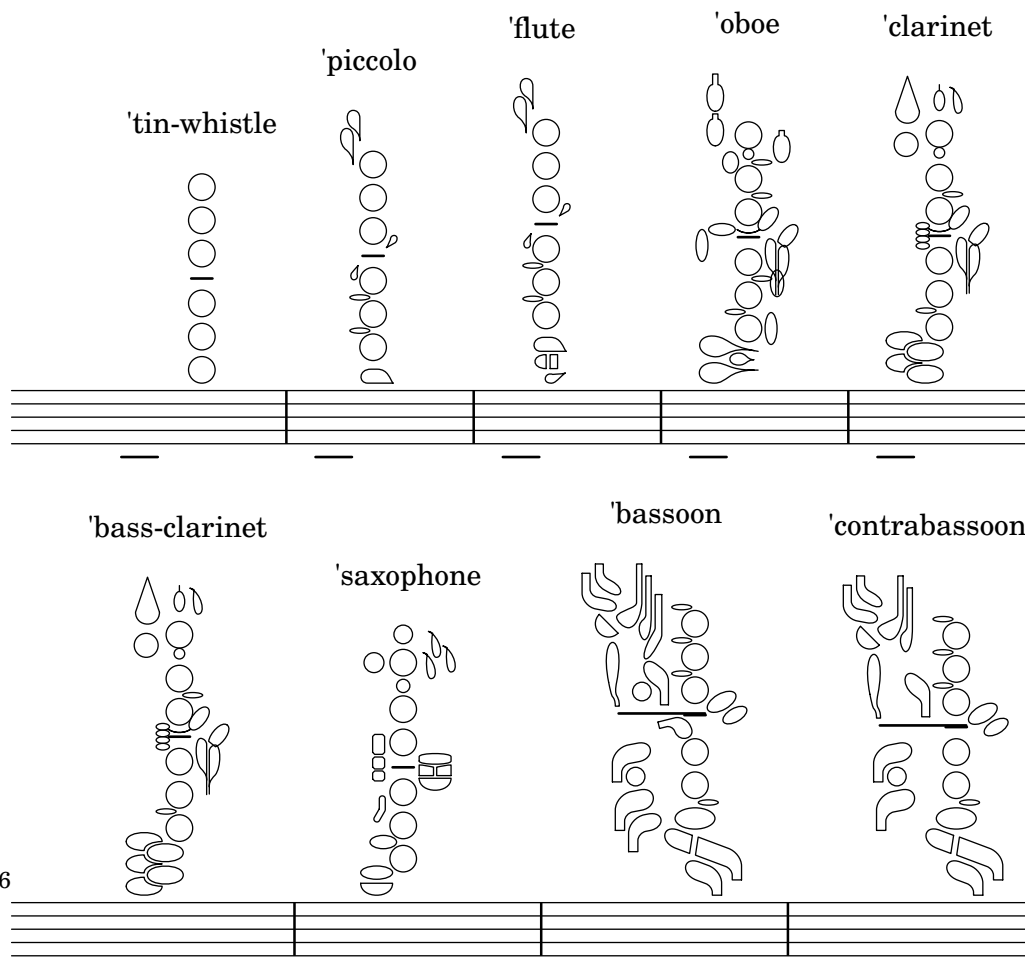 'tin-whistle
'piccolo
'flute
'oboe
'clarinet
'bass-clarinet
'saxophone
'bassoon
'contrabassoon
6